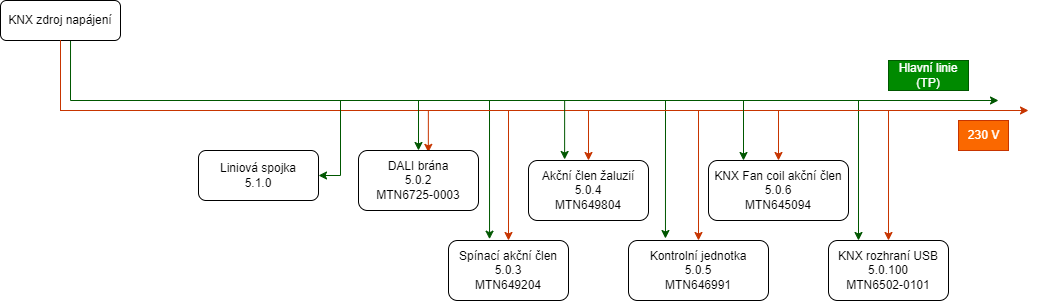 KNX zdroj napájení
Hlavní linie
(TP)
230 V
Liniová spojka
5.1.0
DALI brána
5.0.2
MTN6725-0003
Akční člen žaluzií
5.0.4
MTN649804
KNX Fan coil akční člen
5.0.6
MTN645094
Spínací akční člen
5.0.3
MTN649204
Kontrolní jednotka
5.0.5
MTN646991
KNX rozhraní USB
5.0.100
MTN6502-0101